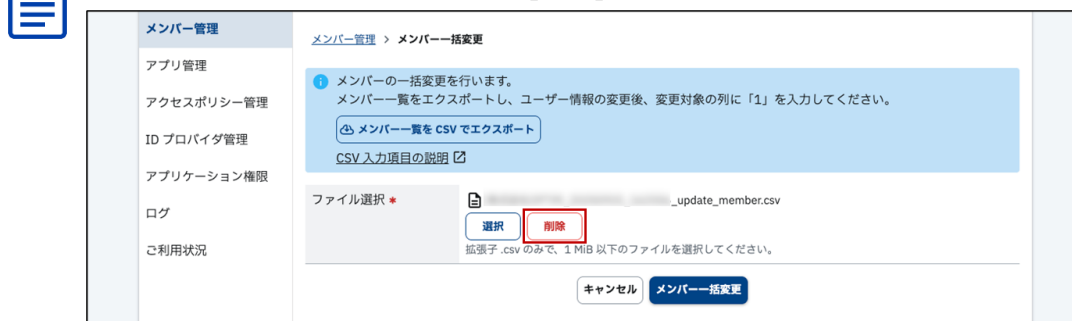 メンバー管理
メンバー管理 > メンバー一括変更
アプリ管理
アクセスポリシー管理
ID プロバイダ管理
アプリケーション権限
ログ
ご利用状況
メンバーの一括変更を行います。
メンバー一覧をエクスポートし、ユーザー情報の変更後、変更対象の列に「1」を入力してください。
メンバー一覧を CSV でエクスポート
CSV 入力項目の説明
ファイル選択 *
_update_member.csv
選択 削除
拡張子 .csv のみで、1 MiB 以下のファイルを選択してください。
キャンセル メンバー一括変更